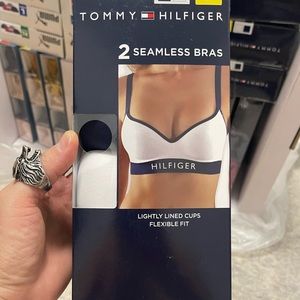 TOMMY HILFIGER
2 SEAMLESS BRAS
HILFIGER
LIGHTLY LINED CUPS
FLEXIBLE FIT